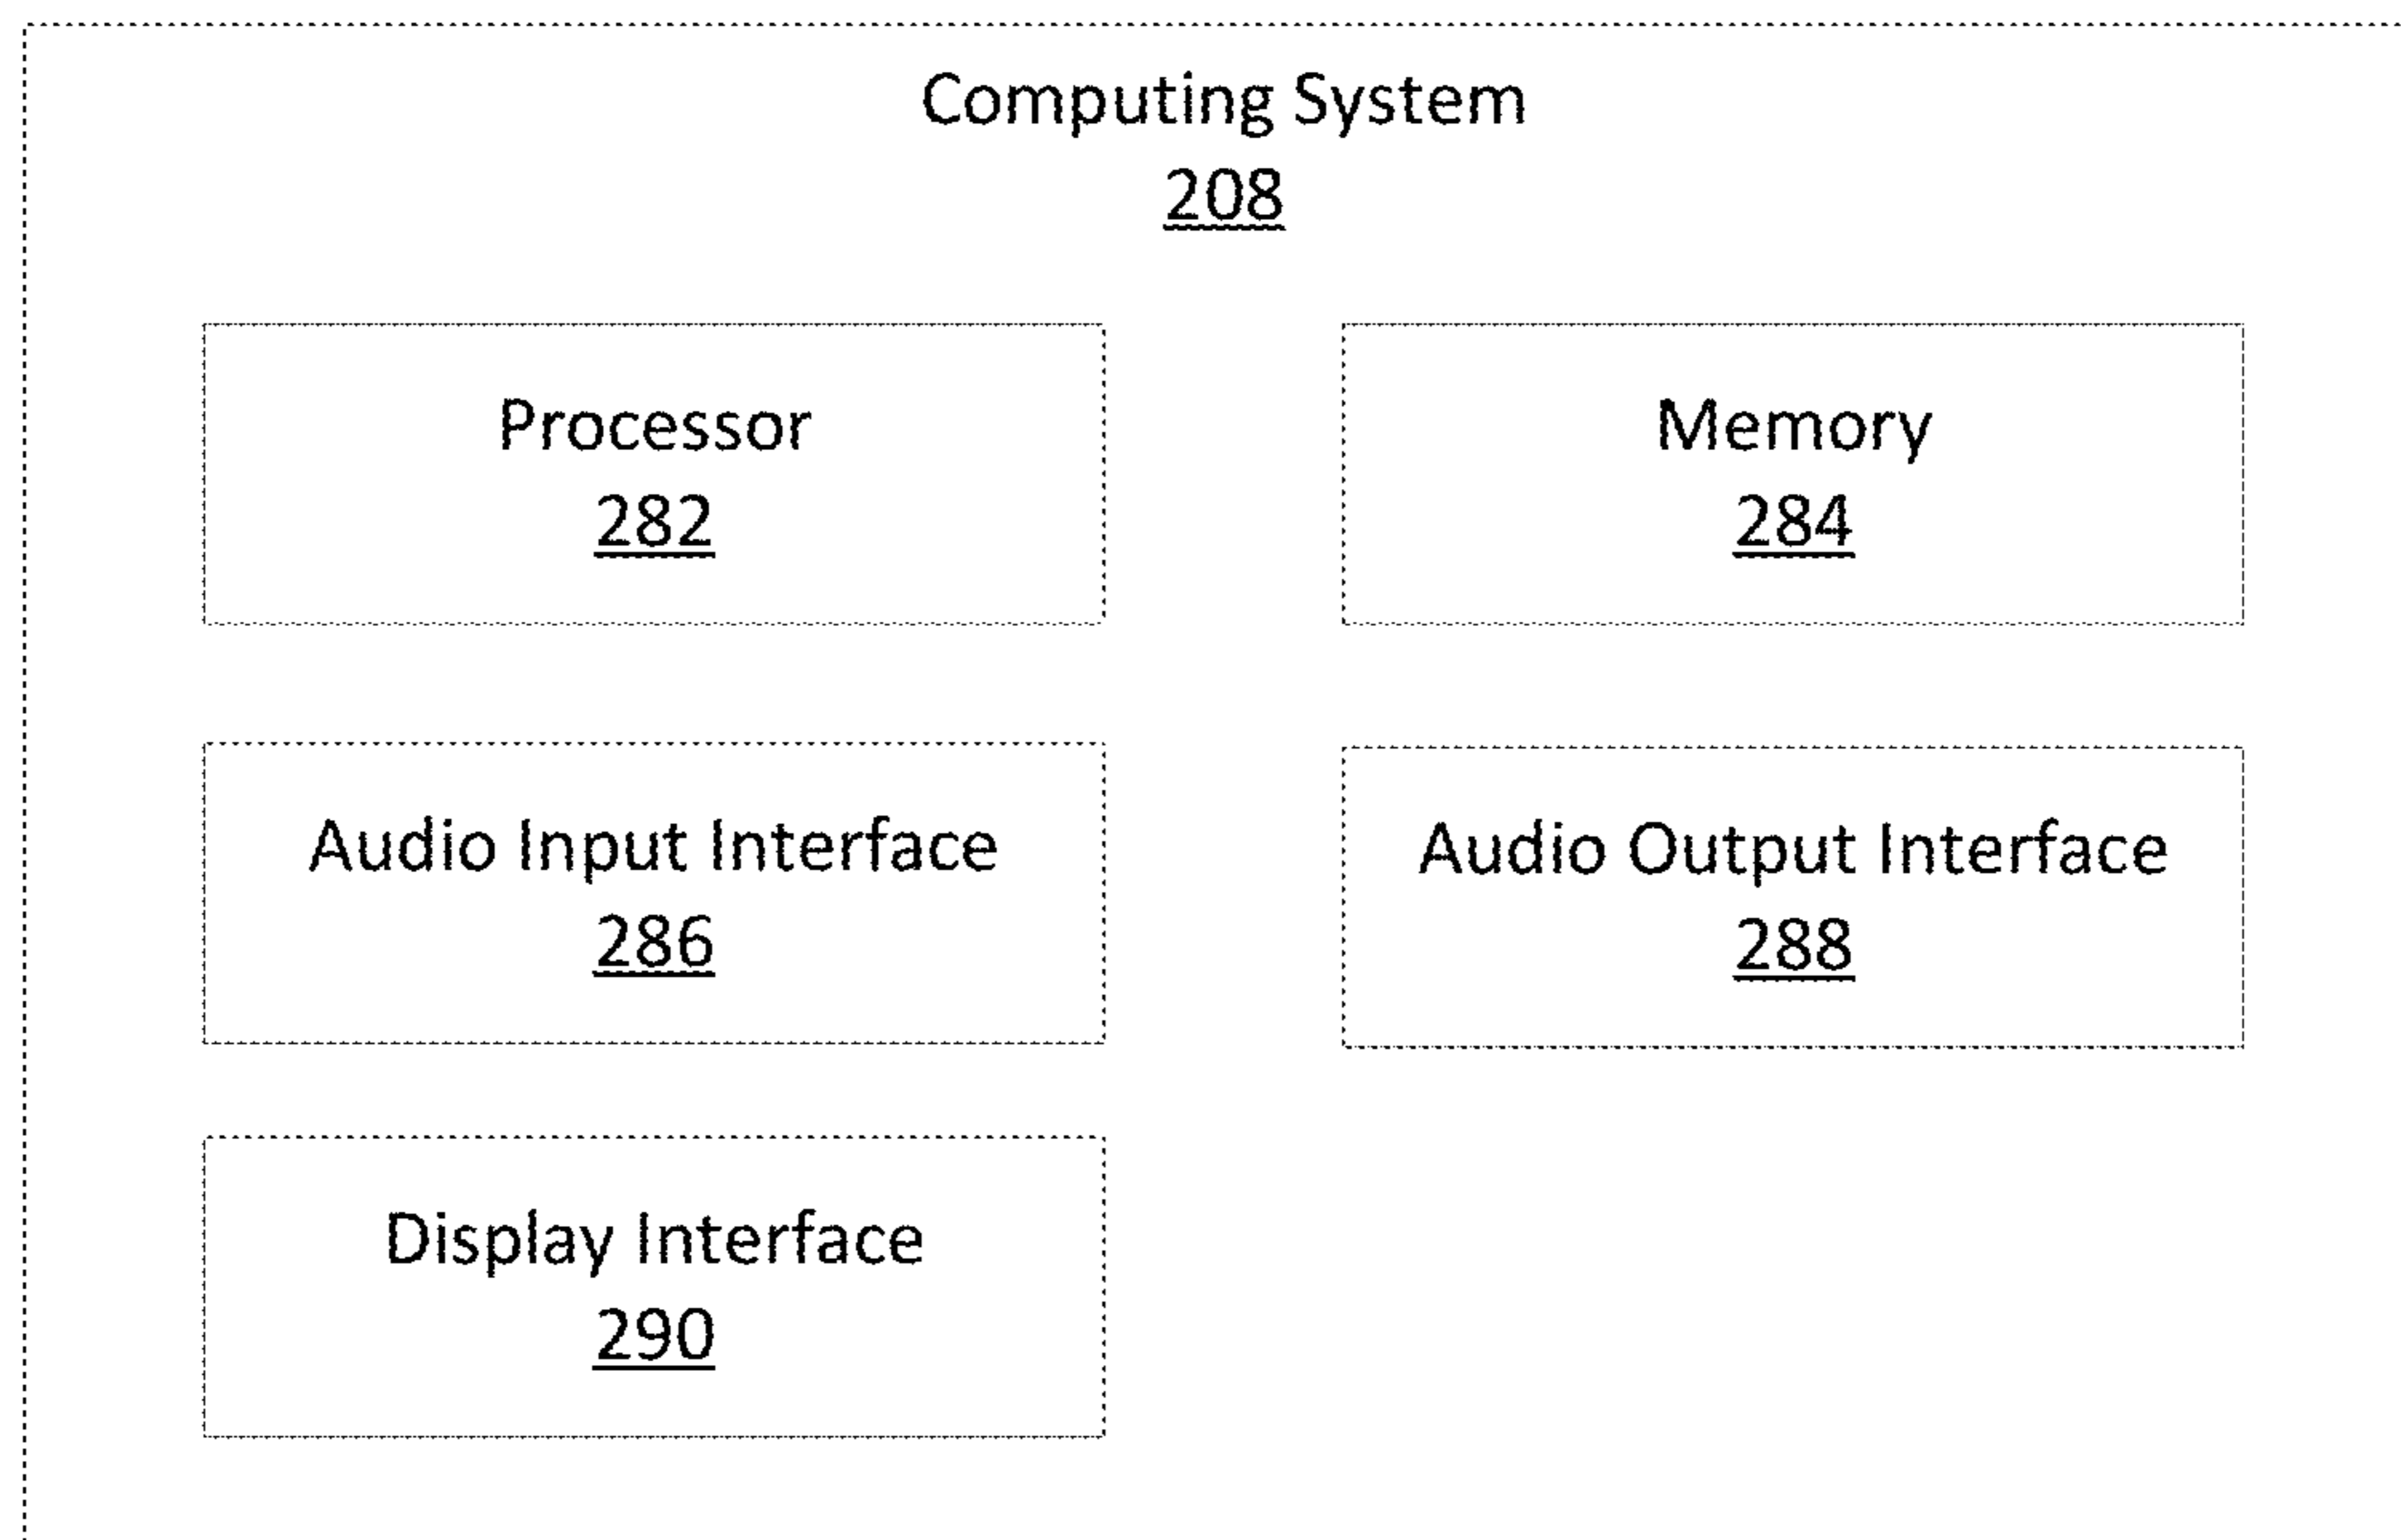 Computing System
208
Processor
282
Memory
284
Audio Input Interface
286
Audio Output Interface
288
Display Interface
290